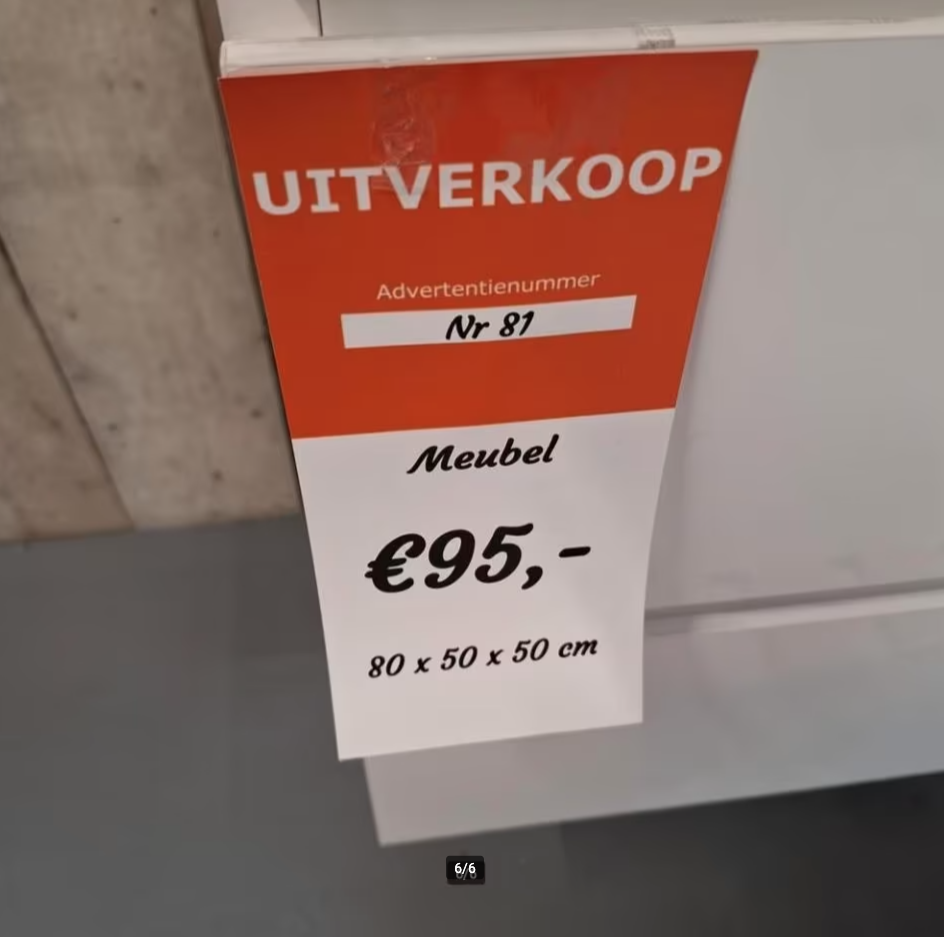 UITVERKOOP
Advertentienummer
Nr 81
Meubel
€95,-
80 x 50 x 50 cm
6/6